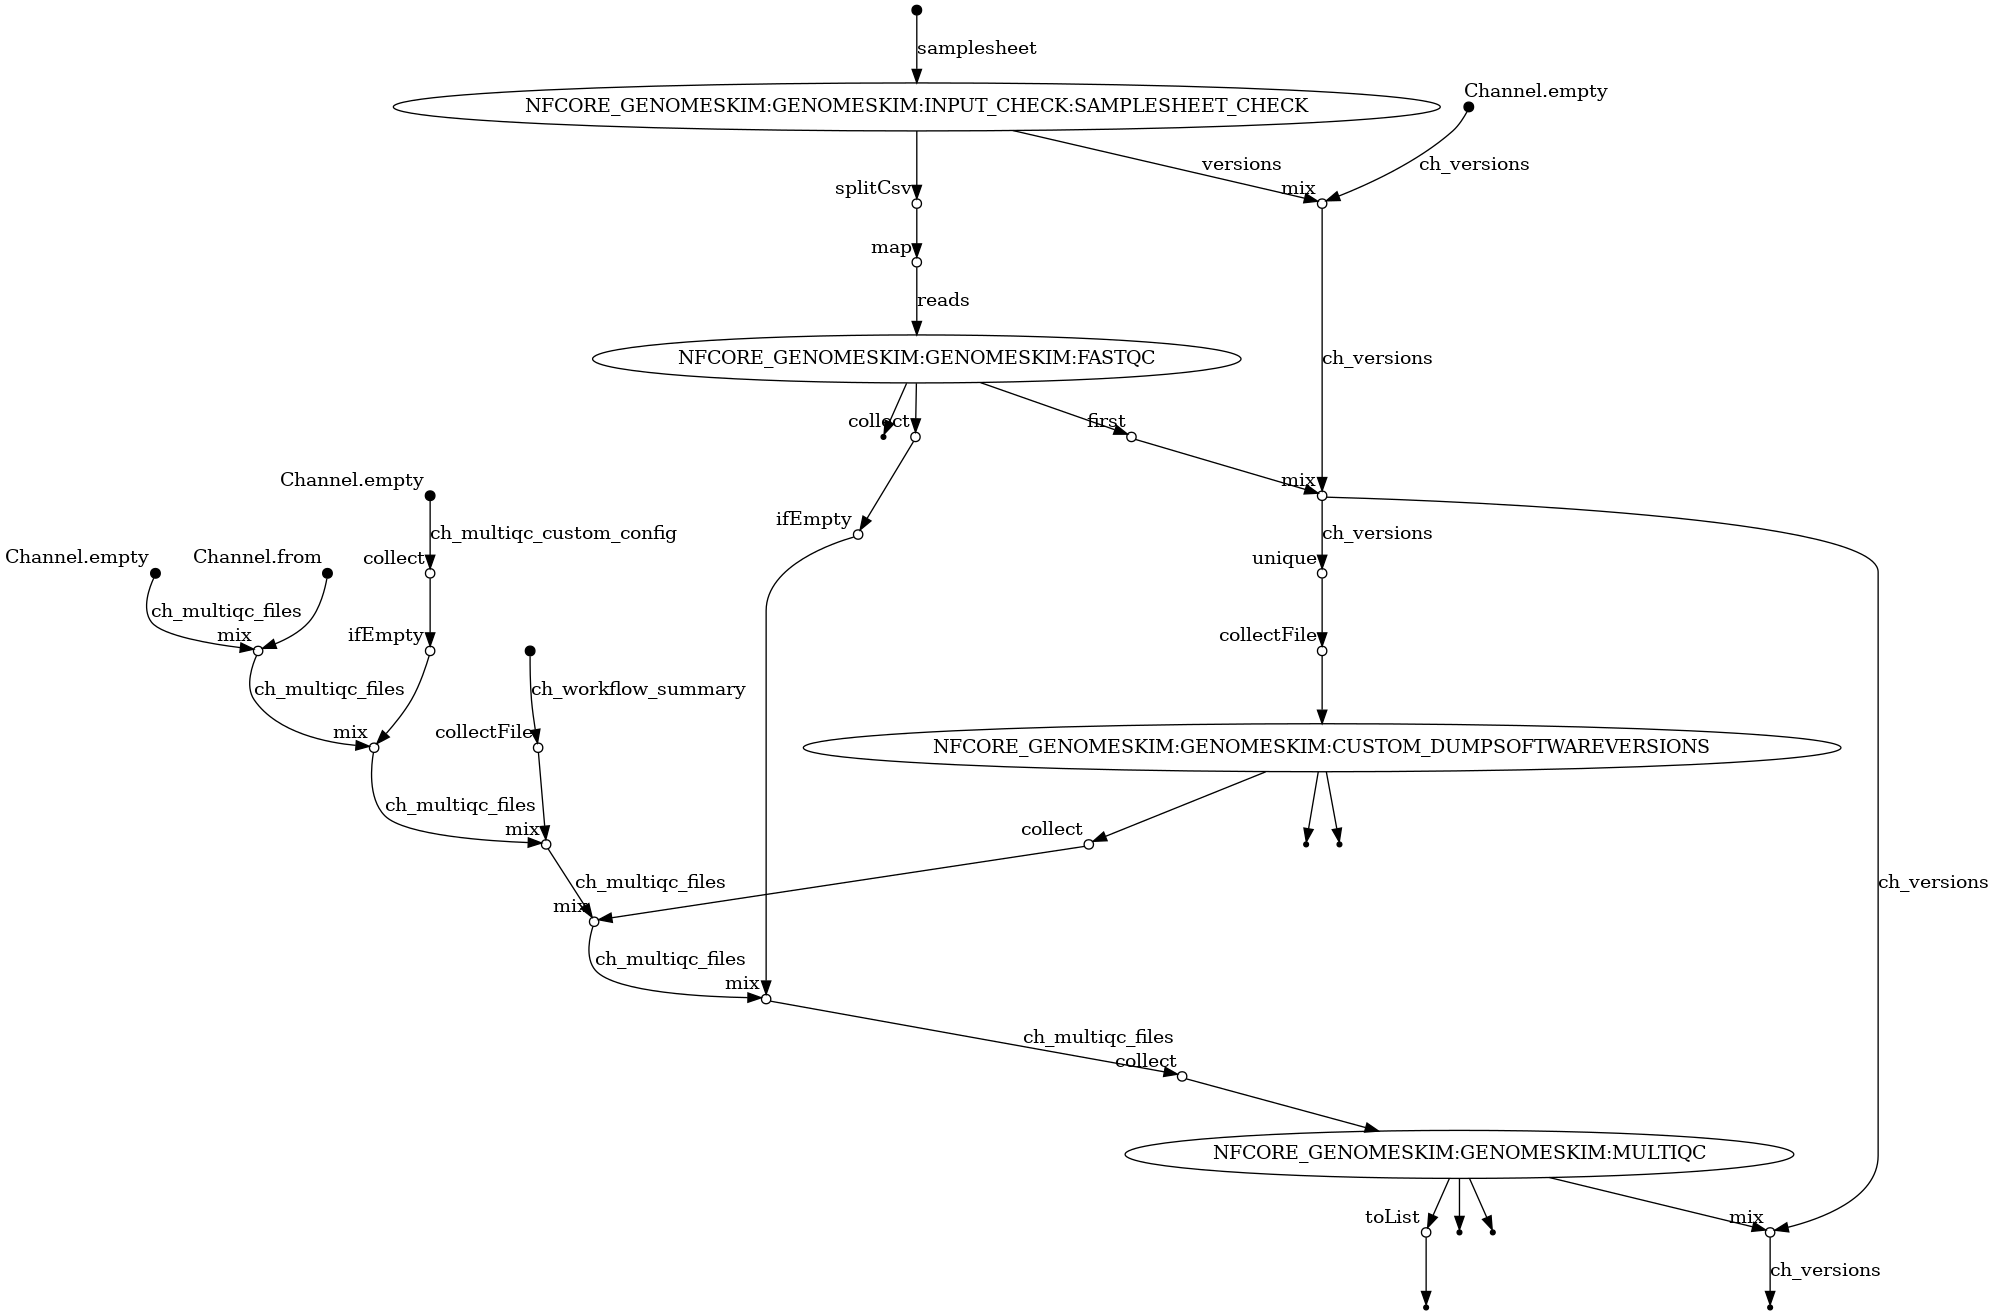 samplesheet
Channel.empty
NFCORE_GENOMESKIM:GENOMESKIM:INPUT_CHECK:SAMPLESHEET_CHECK
versions
ch_versions
splitCsv
mix
map
reads
NFCORE_GENOMESKIM:GENOMESKIM:FASTQC
ch_versions
collect
first
Channel.empty
mix
ifEmpty
ch_multiqc_custom_config
ch_versions
Channel.empty
Channel.from
collect
unique
ch_multiqc_files
mix
ifEmpty
collectFile
ch_multiqc_files
ch_workflow_summary
mix
collectFile
NFCORE_GENOMESKIM:GENOMESKIM:CUSTOM_DUMPSOFTWAREVERSIONS
ch_multiqc_files
mix
collect
ch_multiqc_files
ch_versions
mix
ch_multiqc_files
mix
ch_multiqc_files
collect
NFCORE_GENOMESKIM:GENOMESKIM:MULTIQC
toList
mix
ch_versions